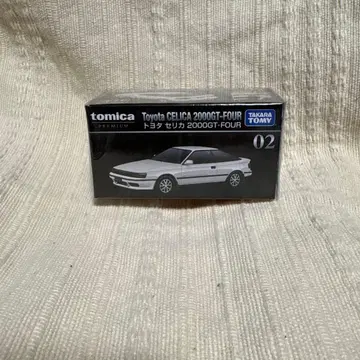 tomica
PREMIUM
Toyota CELICA 2000GT-FOUR
トヨタ セリカ 2000GT-FOUR
TAKARA
TOMY
02